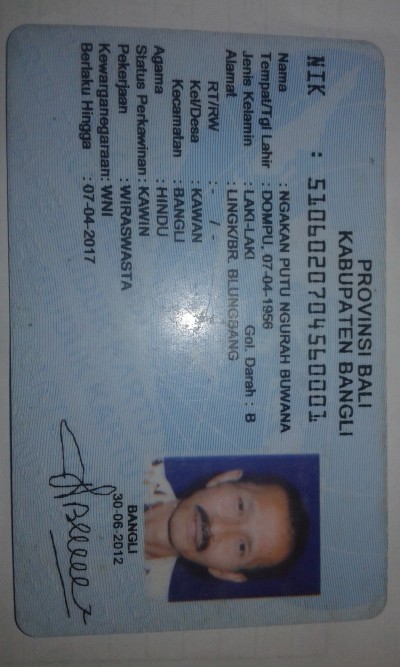 PROVINSI BALI
KABUPATEN BANGLI
NIK : 5106020704560001
Nama : NGAKAN PUTU NGURAH BUWANA
Tempat/Tgl Lahir : DOMPU, 07-04-1956
Jenis Kelamin : LAKI-LAKI Gol. Darah : B
Alamat : LINGK/BR. BLUNGBANG
RT/RW : - / -
Kel/Desa : KAWAN
Kecamatan : BANGLI
Agama : HINDU
Status Perkawinan : KAWIN
Pekerjaan : WIRASWASTA
Kewarganegaraan: WNI
Berlaku Hingga : 07-04-2017
BANGLI
30-06-2012